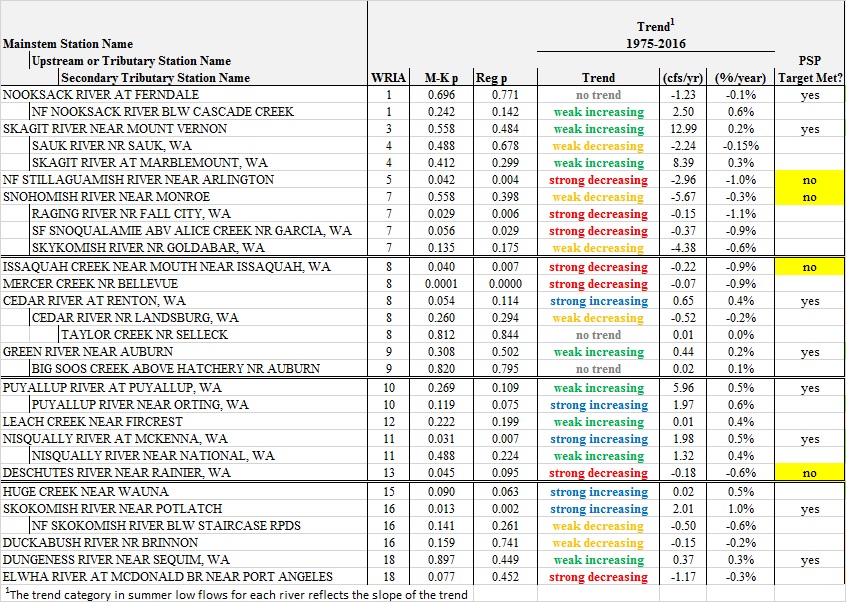 Trend1
Mainstem Station Name 1975-2016
Upstream or Tributary Station Name PSP
Secondary Tributary Station Name WRIA M-K p Reg p Trend (cfs/yr) (%/year) Target Met?
NOOKSACK RIVER AT FERNDALE 1 0.696 0.771 no trend -1.23 -0.1% yes
NF NOOKSACK RIVER BLW CASCADE CREEK 1 0.242 0.142 weak increasing 2.50 0.6%
SKAGIT RIVER NEAR MOUNT VERNON 3 0.558 0.484 weak increasing 12.99 0.2% yes
SAUK RIVER NR SAUK, WA 4 0.488 0.678 weak decreasing -2.24 -0.15%
SKAGIT RIVER AT MARBLEMOUNT, WA 4 0.412 0.299 weak increasing 8.39 0.3%
NF STILLAGUAMISH RIVER NEAR ARLINGTON 5 0.042 0.004 strong decreasing -2.96 -1.0% no
SNOHOMISH RIVER NEAR MONROE 7 0.558 0.398 weak decreasing -5.67 -0.3% no
RAGING RIVER NR FALL CITY, WA 7 0.029 0.006 strong decreasing -0.15 -1.1%
SF SNOQUALAMIE ABV ALICE CREEK NR GARCIA, WA 7 0.056 0.029 strong decreasing -0.37 -0.9%
SKYKOMISH RIVER NR GOLDABAR, WA 7 0.135 0.175 weak decreasing -4.38 -0.6%
ISSAQUAH CREEK NEAR MOUTH NEAR ISSAQUAH, WA 8 0.040 0.007 strong decreasing -0.22 -0.9% no
MERCER CREEK NR BELLEVUE 8 0.0001 0.0000 strong decreasing -0.07 -0.9%
CEDAR RIVER AT RENTON, WA 8 0.054 0.114 strong increasing 0.65 0.4% yes
CEDAR RIVER NR LANDSBURG, WA 8 0.260 0.294 weak decreasing -0.52 -0.2%
TAYLOR CREEK NR SELLECK 8 0.812 0.844 no trend 0.01 0.0%
GREEN RIVER NEAR AUBURN 9 0.308 0.502 weak increasing 0.44 0.2% yes
BIG SOOS CREEK ABOVE HATCHERY NR AUBURN 9 0.820 0.795 no trend 0.02 0.1%
PUYALLUP RIVER AT PUYALLUP, WA 10 0.269 0.109 weak increasing 5.96 0.5% yes
PUYALLUP RIVER NEAR ORTING, WA 10 0.119 0.075 strong increasing 1.97 0.6%
LEACH CREEK NEAR FIRCREST 12 0.222 0.199 weak increasing 0.01 0.4%
NISQUALLY RIVER AT MCKENNA, WA 11 0.031 0.007 strong increasing 1.98 0.5% yes
NISQUALLY RIVER NEAR NATIONAL, WA 11 0.488 0.224 weak increasing 1.32 0.4%
DESCHUTES RIVER NEAR RAINIER, WA 13 0.045 0.095 strong decreasing -0.18 -0.6% no
HUGE CREEK NEAR WAUNA 15 0.090 0.063 strong increasing 0.02 0.5%
SKOKOMISH RIVER NEAR POTLATCH 16 0.013 0.002 strong increasing 2.01 1.0% yes
NF SKOKOMISH RIVER BLW STAIRCASE RPDS 16 0.141 0.261 weak decreasing -0.50 -0.6%
DUCKABUSH RIVER NR BRINNON 16 0.159 0.741 weak decreasing -0.15 -0.2%
DUNGENESS RIVER NEAR SEQUIM, WA 18 0.897 0.449 weak increasing 0.37 0.3% yes
ELWHA RIVER AT MCDONALD BR NEAR PORT ANGELES 18 0.077 0.452 strong decreasing -1.17 -0.3%
1The trend category in summer low flows for each river reflects the slope of the trend